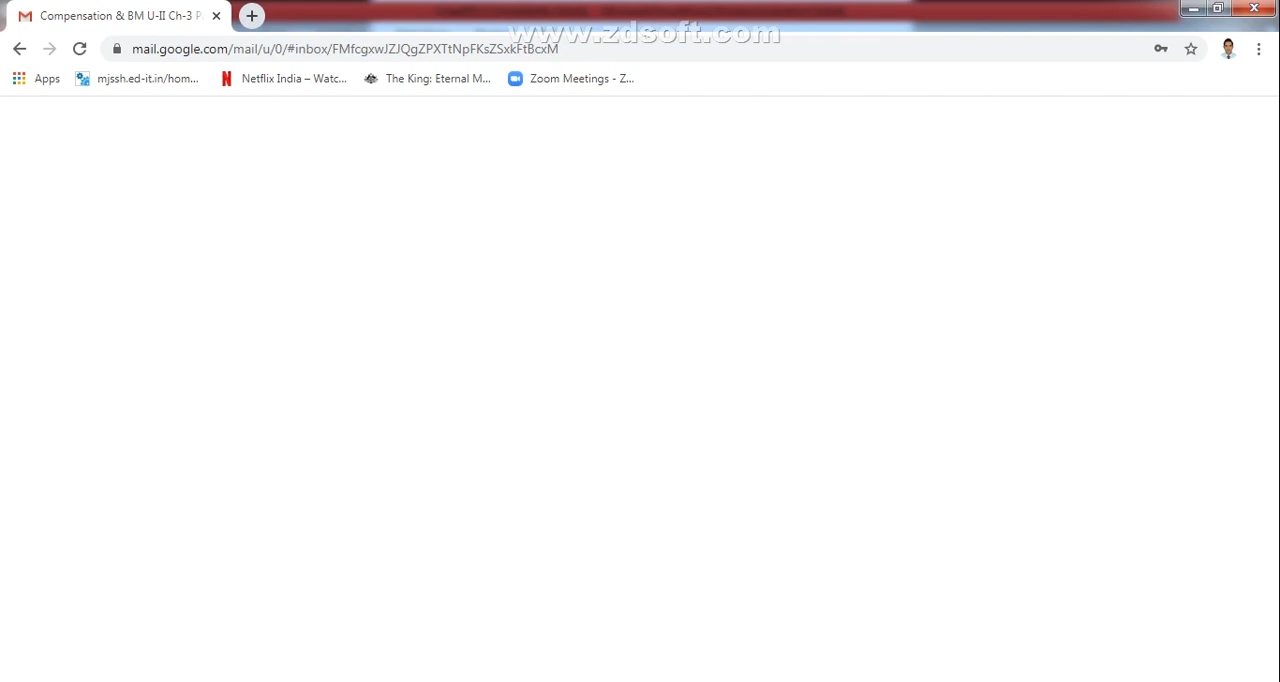 Compensation & BM U-II Ch-3 P
www.zdsoft.com
mail.google.com/mail/u/0/#inbox/FMfcgxwJZJQgZPXTtNpFKsZSxkFtBcxM
Apps mjssh.ed-it.in/hom... Netflix India – Watc... The King: Eternal M... Zoom Meetings - Z...